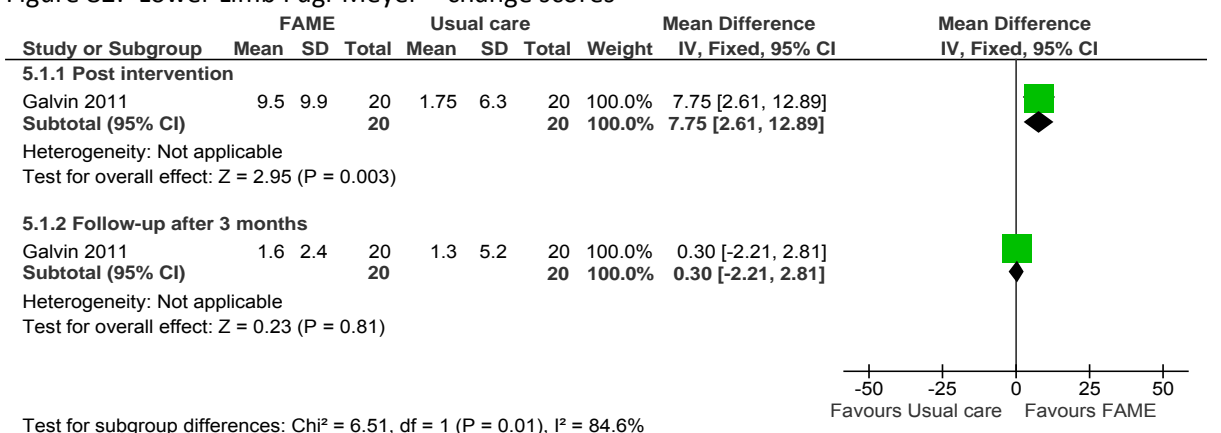 Figure 82: Lower Limb Fugl-Meyer – change scores
FAME Usual care Mean Difference Mean Difference
Study or Subgroup Mean SD Total Mean SD Total Weight IV, Fixed, 95% CI IV, Fixed, 95% CI
5.1.1 Post intervention
Galvin 2011 9.5 9.9 20 1.75 6.3 20 100.0% 7.75 [2.61, 12.89]
Subtotal (95% CI) 20 20 100.0% 7.75 [2.61, 12.89]
Heterogeneity: Not applicable
Test for overall effect: Z = 2.95 (P = 0.003)
5.1.2 Follow-up after 3 months
Galvin 2011 1.6 2.4 20 1.3 5.2 20 100.0% 0.30 [-2.21, 2.81]
Subtotal (95% CI) 20 20 100.0% 0.30 [-2.21, 2.81]
Heterogeneity: Not applicable
Test for overall effect: Z = 0.23 (P = 0.81)
-50 -25 0 25 50
Favours Usual care Favours FAME
Test for subgroup differences: Chi² = 6.51, df = 1 (P = 0.01), I² = 84.6%